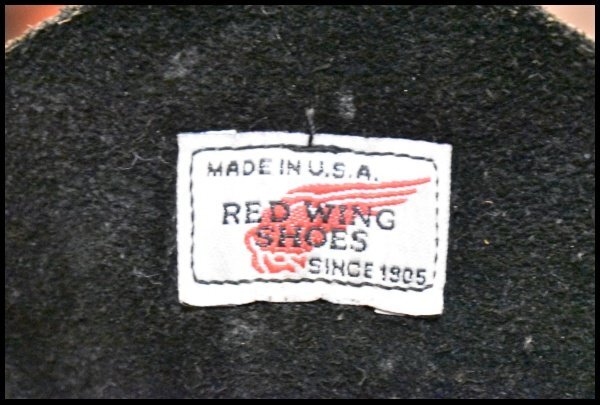 MADE IN U.S.A.
RED WING
SHOES
SINCE 1905